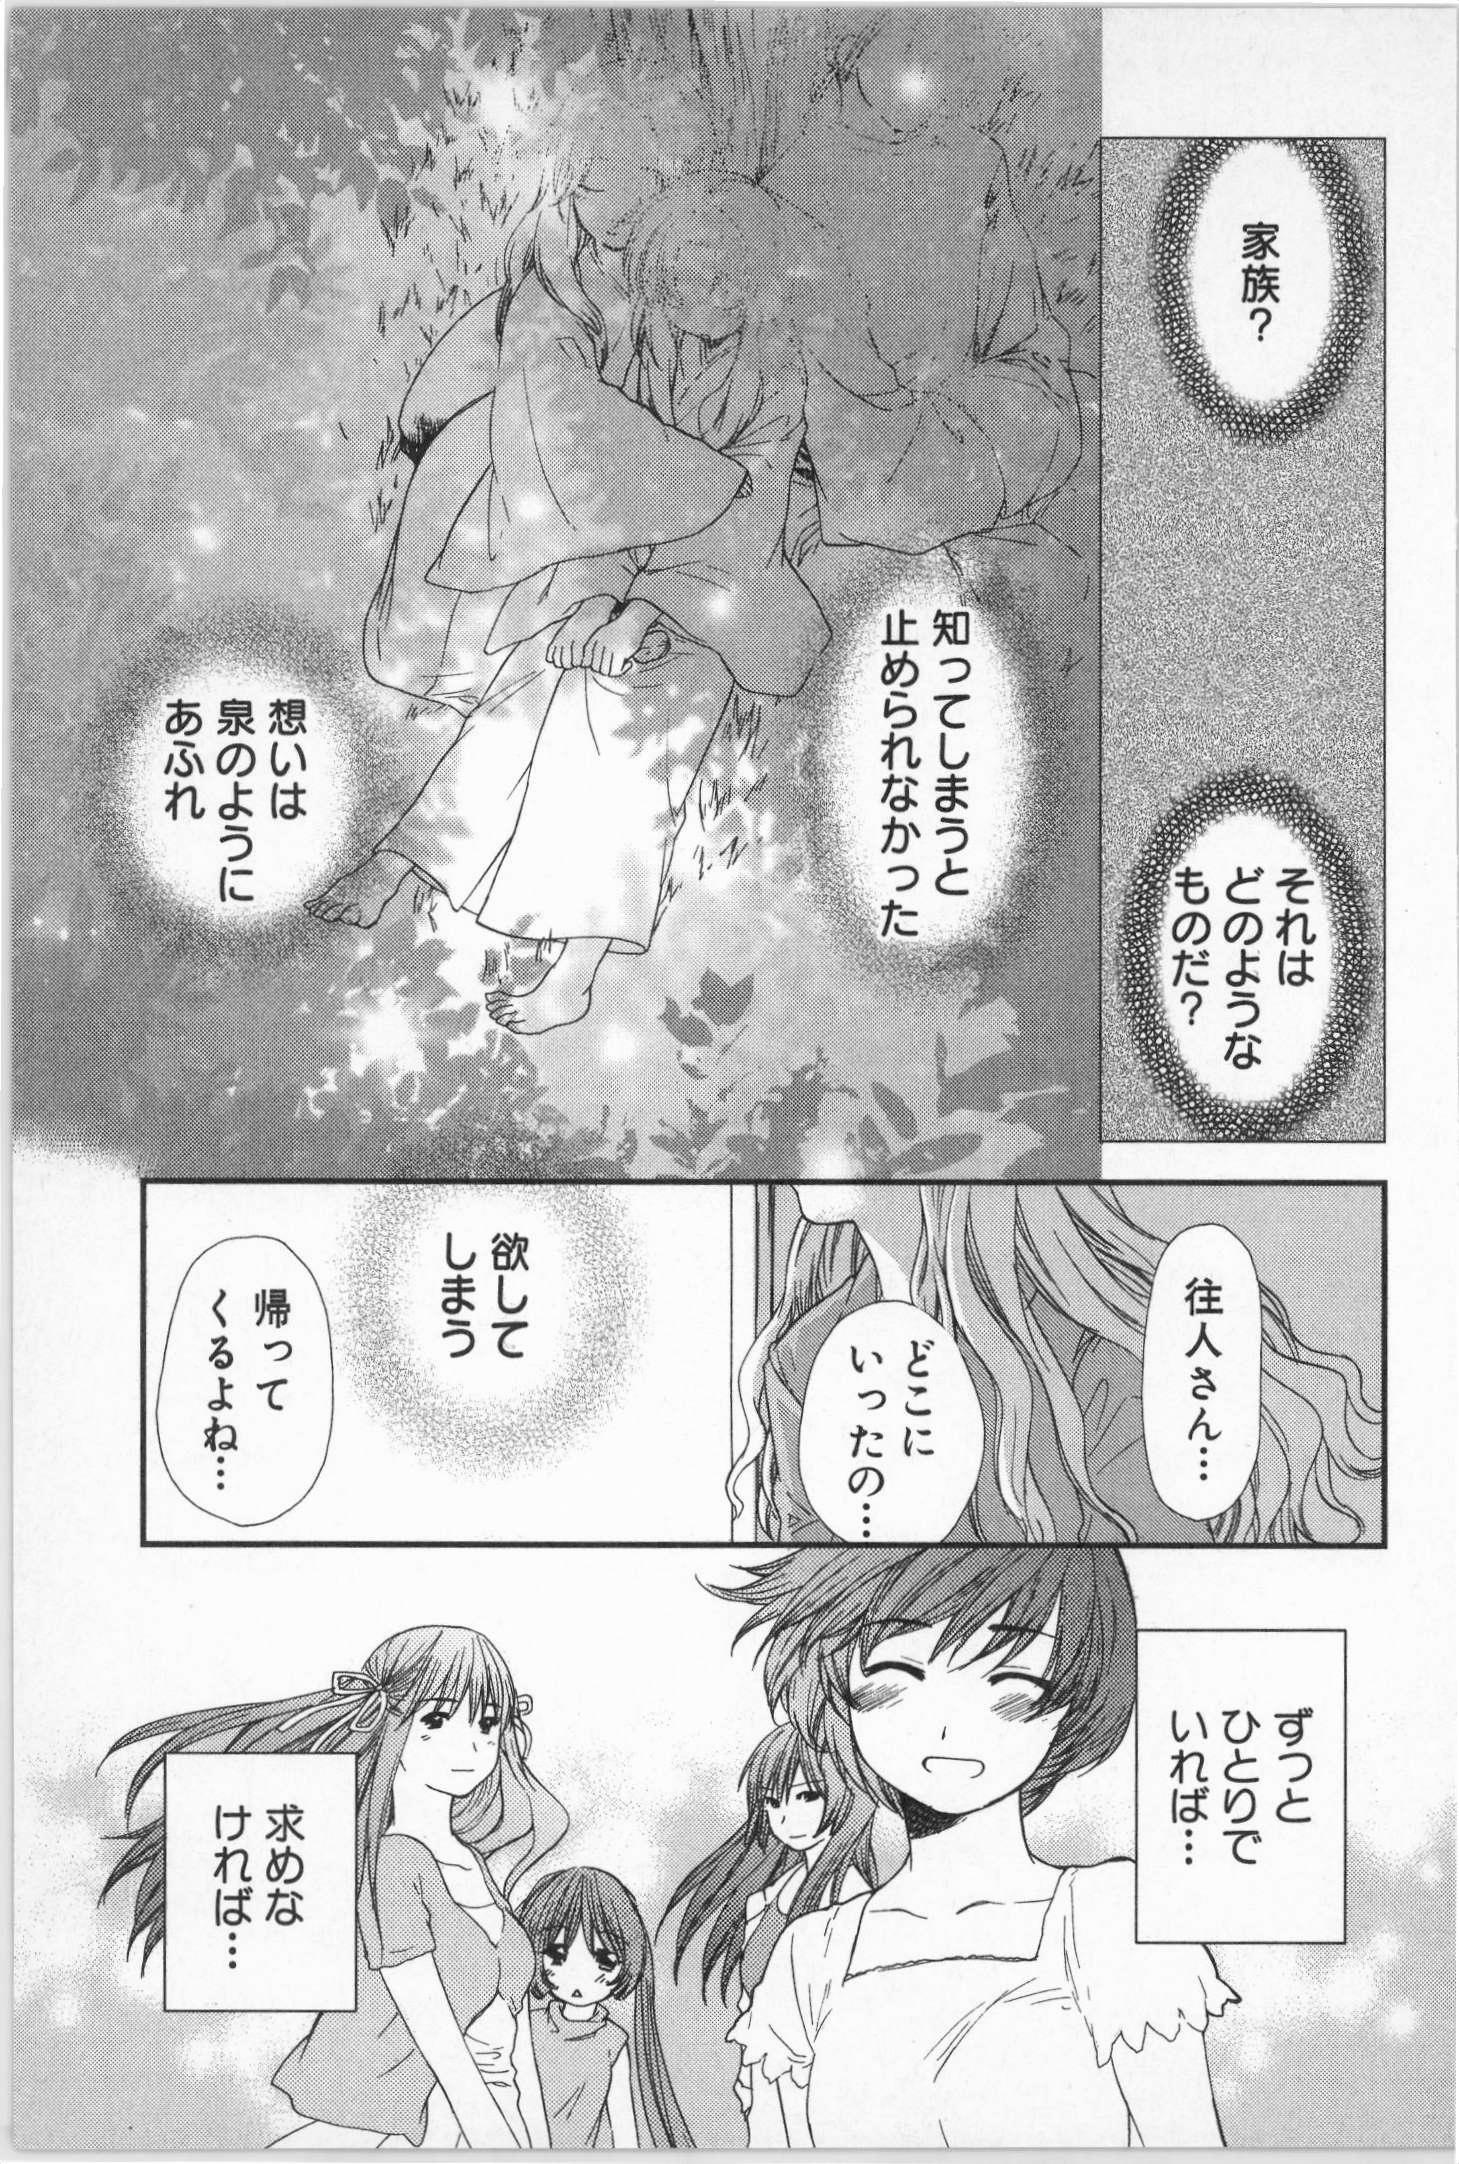 家族？
それは
どのような
ものだ？
知ってしまうと
止められなかった
想いは
泉のように
あふれ
往人さん…
どこに
いったの…
欲して
しまう
帰って
くるよね…
ずっと
ひとりで
いれば…
求めな
ければ…